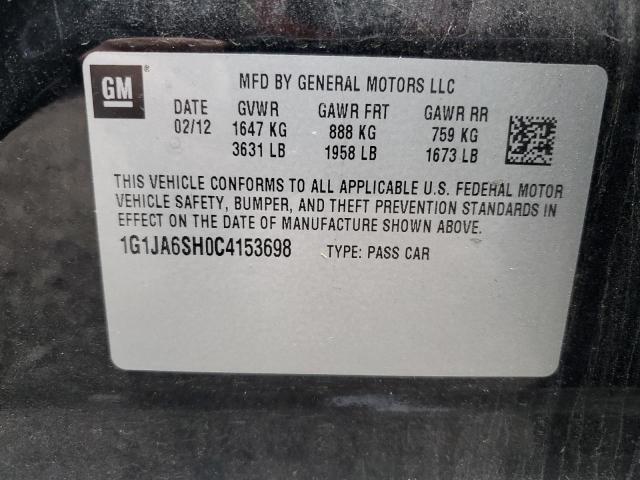 GM®
MFD BY GENERAL MOTORS LLC
DATE GVWR GAWR FRT GAWR RR
02/12 1647 KG 888 KG 759 KG
3631 LB 1958 LB 1673 LB
THIS VEHICLE CONFORMS TO ALL APPLICABLE U.S. FEDERAL MOTOR
VEHICLE SAFETY, BUMPER, AND THEFT PREVENTION STANDARDS IN
EFFECT ON THE DATE OF MANUFACTURE SHOWN ABOVE.
1G1JA6SH0C4153698 TYPE: PASS CAR